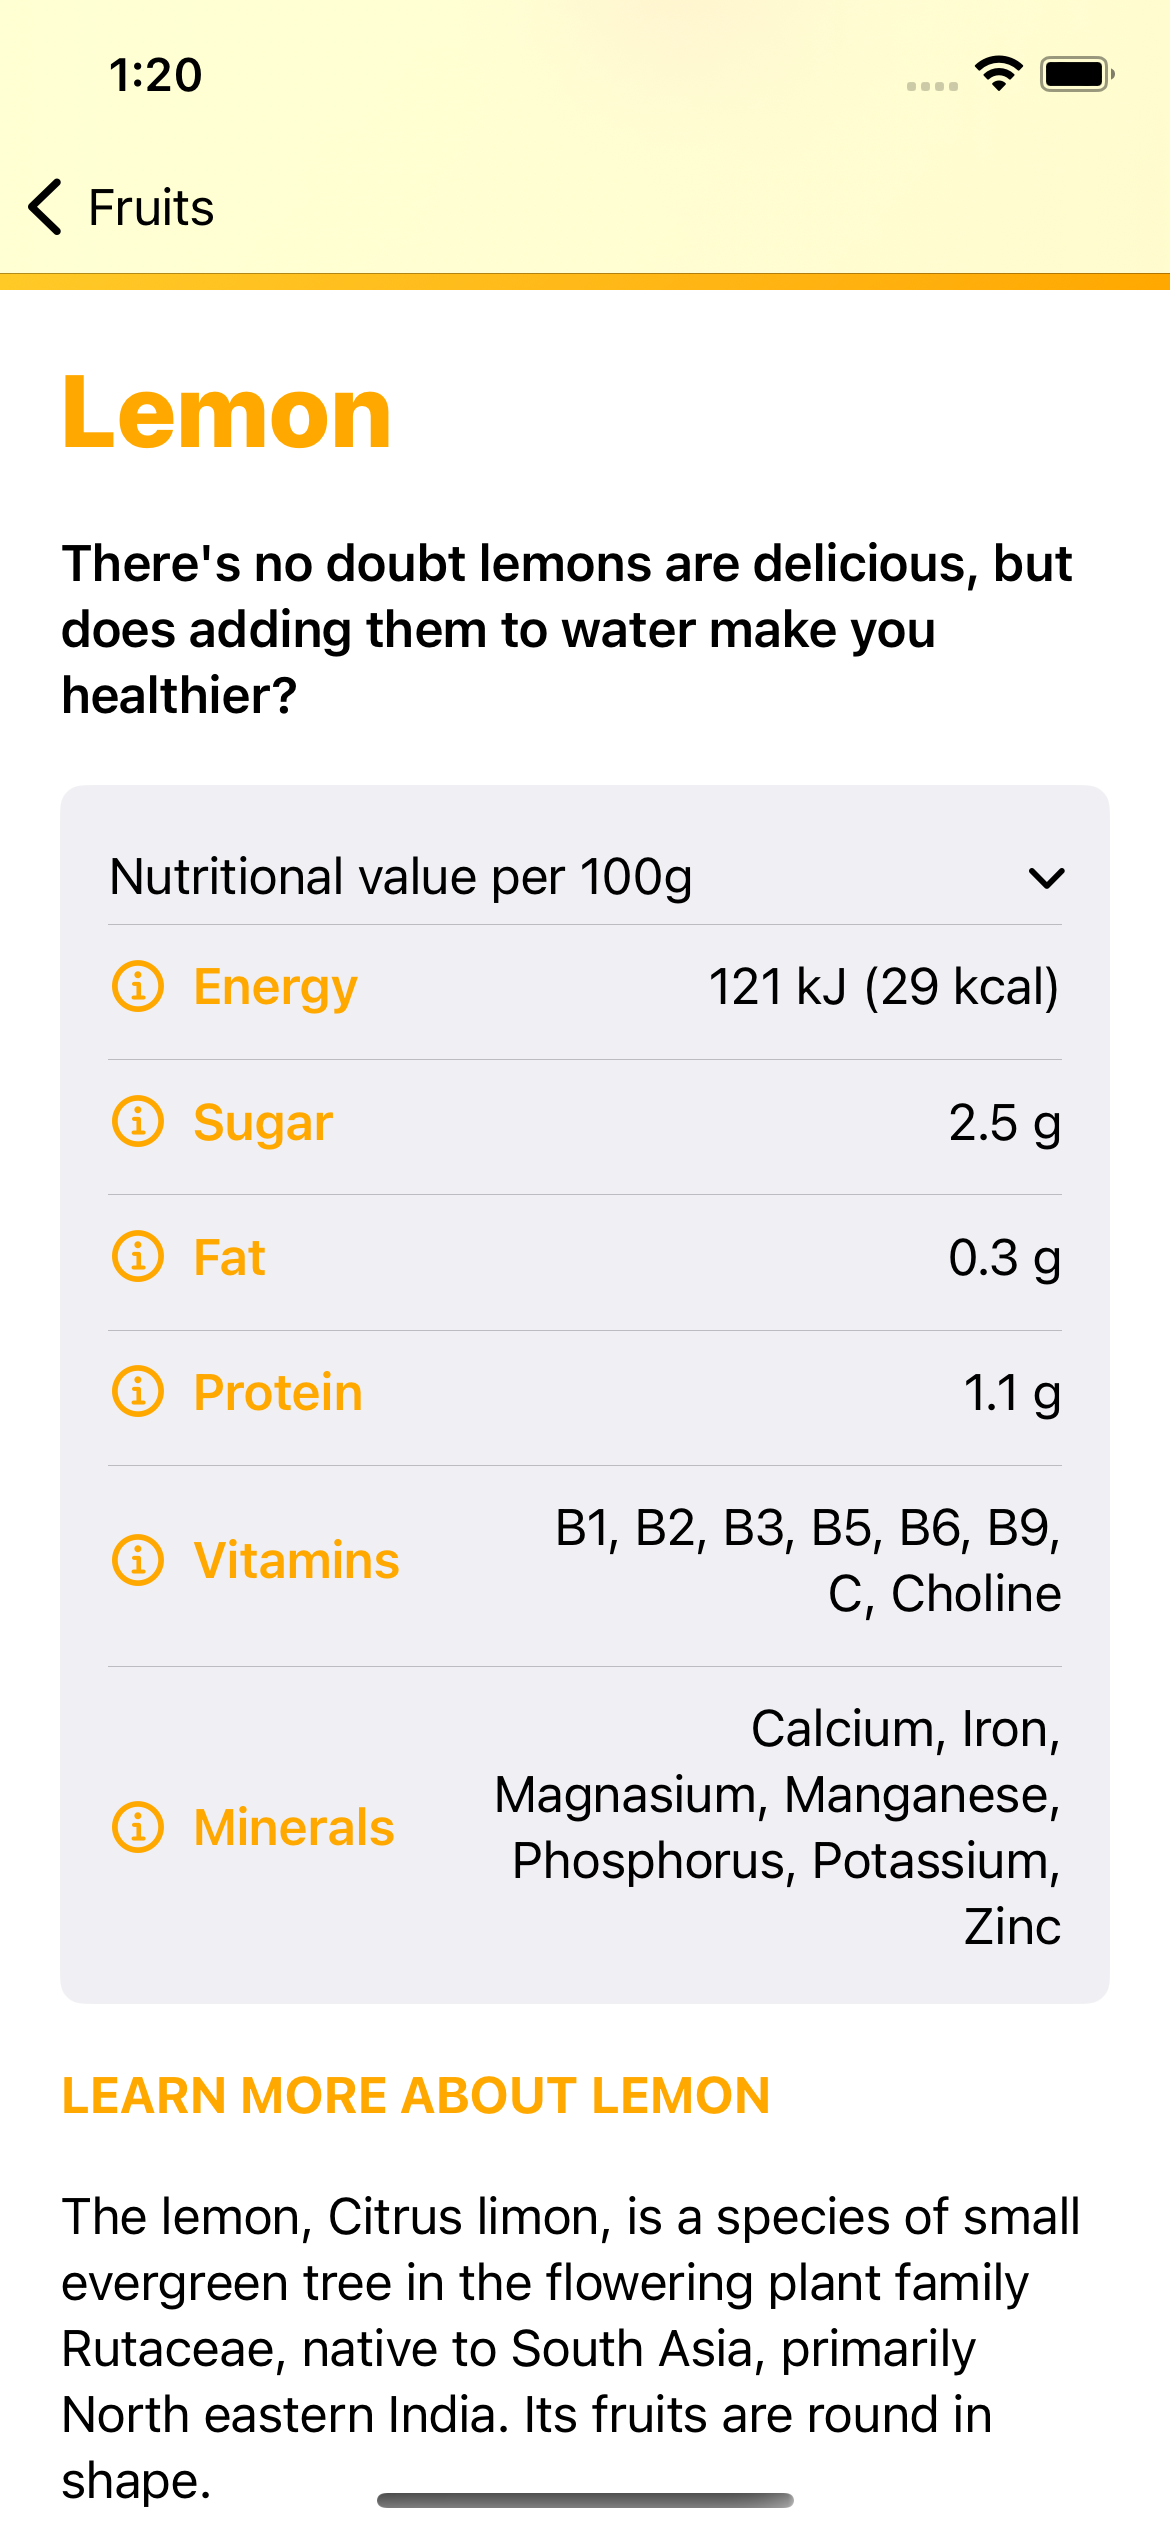 1:20
Fruits
Lemon
There's no doubt lemons are delicious, but
does adding them to water make you
healthier?
Nutritional value per 100g
Energy 121 kJ (29 kcal)
Sugar 2.5 g
Fat 0.3 g
Protein 1.1 g
Vitamins B1, B2, B3, B5, B6, B9,
C, Choline
Minerals Calcium, Iron,
Magnasium, Manganese,
Phosphorus, Potassium,
Zinc
LEARN MORE ABOUT LEMON
The lemon, Citrus limon, is a species of small
evergreen tree in the flowering plant family
Rutaceae, native to South Asia, primarily
North eastern India. Its fruits are round in
shape.